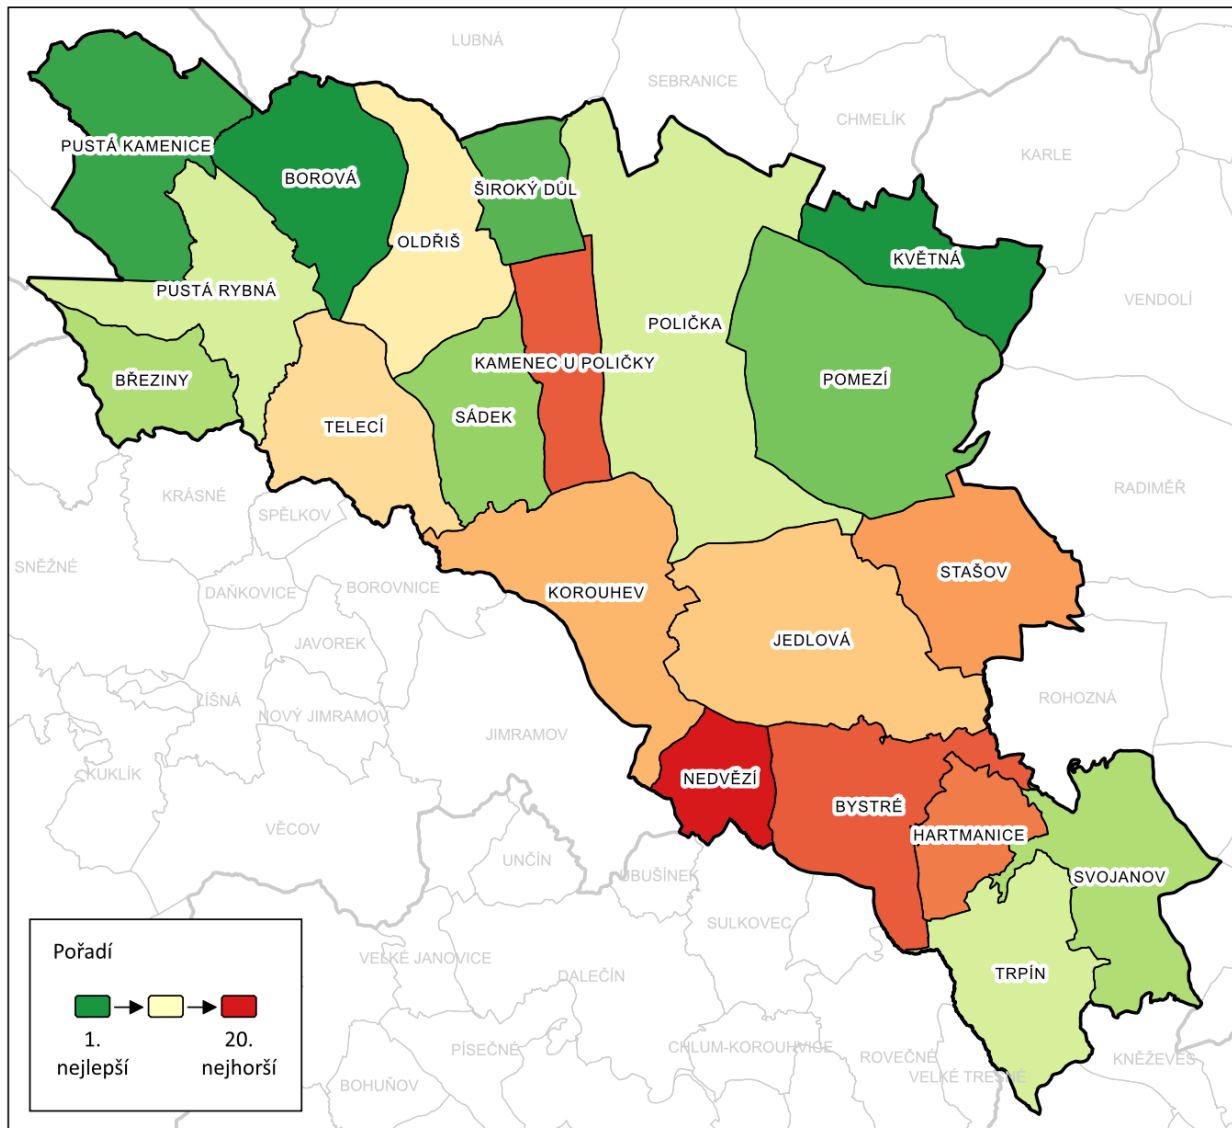 LUBNÁ
SEBRANICE
CHMELÍK
KARLE
PUSTÁ KAMENICE
BOROVÁ
ŠIROKÝ DŮL
OLDŘIŠ
KVĚTNÁ
PUSTÁ RYBNÁ
VENDOLÍ
POLIČKA
KAMENEC U POLIČKY
BŘEZINY
POMEZÍ
SÁDEK
TELECÍ
RADIMĚŘ
KRÁSNÉ
SPĚLKOV
SNĚŽNÉ
STAŠOV
BOROVNICE
DAŇKOVICE
KOROUHEV
JEDLOVÁ
JAVOREK
LÍŠNÁ
ROHOZNÁ
NOVÝ JIMRAMOV
JIMRAMOV
KUKLÍK
NEDVĚZÍ
BYSTRÉ
VĚCOV
HARTMANICE
UNČÍN
UBUŠÍNEK
SVOJANOV
SULKOVEC
VELKÉ JANOVICE
DALEČÍN
TRPÍN
PÍSEČNÉ
CHLUM-KOROUHVICE
ROVEČNÉ
KNĚŽEVES
VELKÉ TRESNÉ
BOHUŇOV
Pořadí
1. 20.
nejlepší nejhorší